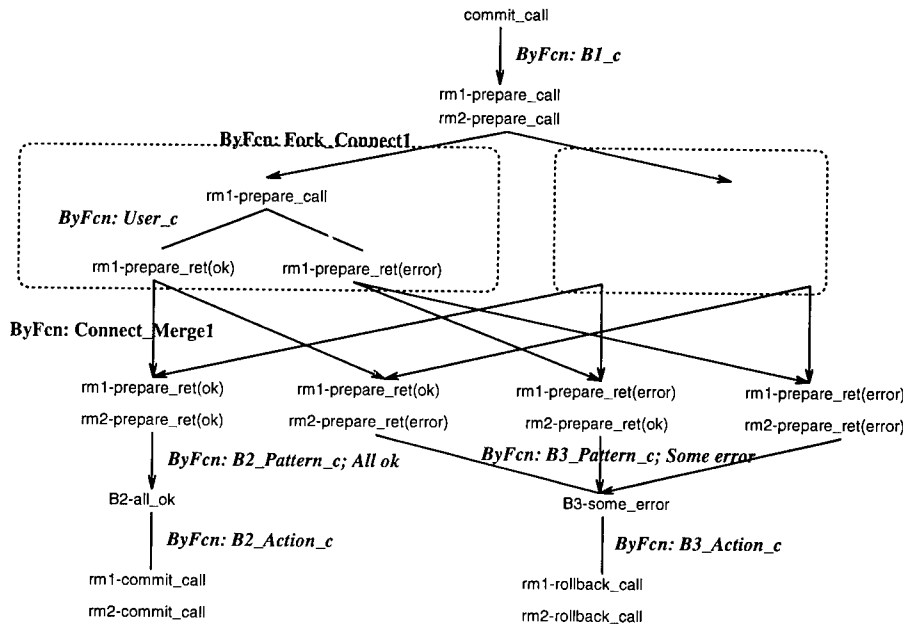 commit_call
ByFcn: B1_c
rm1-prepare_call
rm2-prepare_call
ByFcn: Fork_Connect1
rm1-prepare_call
ByFcn: User_c
rm1-prepare_ret(ok)
rm1-prepare_ret(error)
ByFcn: Connect_Merge1
rm1-prepare_ret(ok)
rm1-prepare_ret(ok)
rm1-prepare_ret(error)
rm1-prepare_ret(error)
rm2-prepare_ret(ok)
rm2-prepare_ret(error)
rm2-prepare_ret(ok)
rm2-prepare_ret(error)
ByFcn: B2_Pattern_c; All ok
ByFcn: B3_Pattern_c; Some error
B2-all_ok
B3-some_error
ByFcn: B2_Action_c
ByFcn: B3_Action_c
rm1-commit_call
rm1-rollback_call
rm2-commit_call
rm2-rollback_call